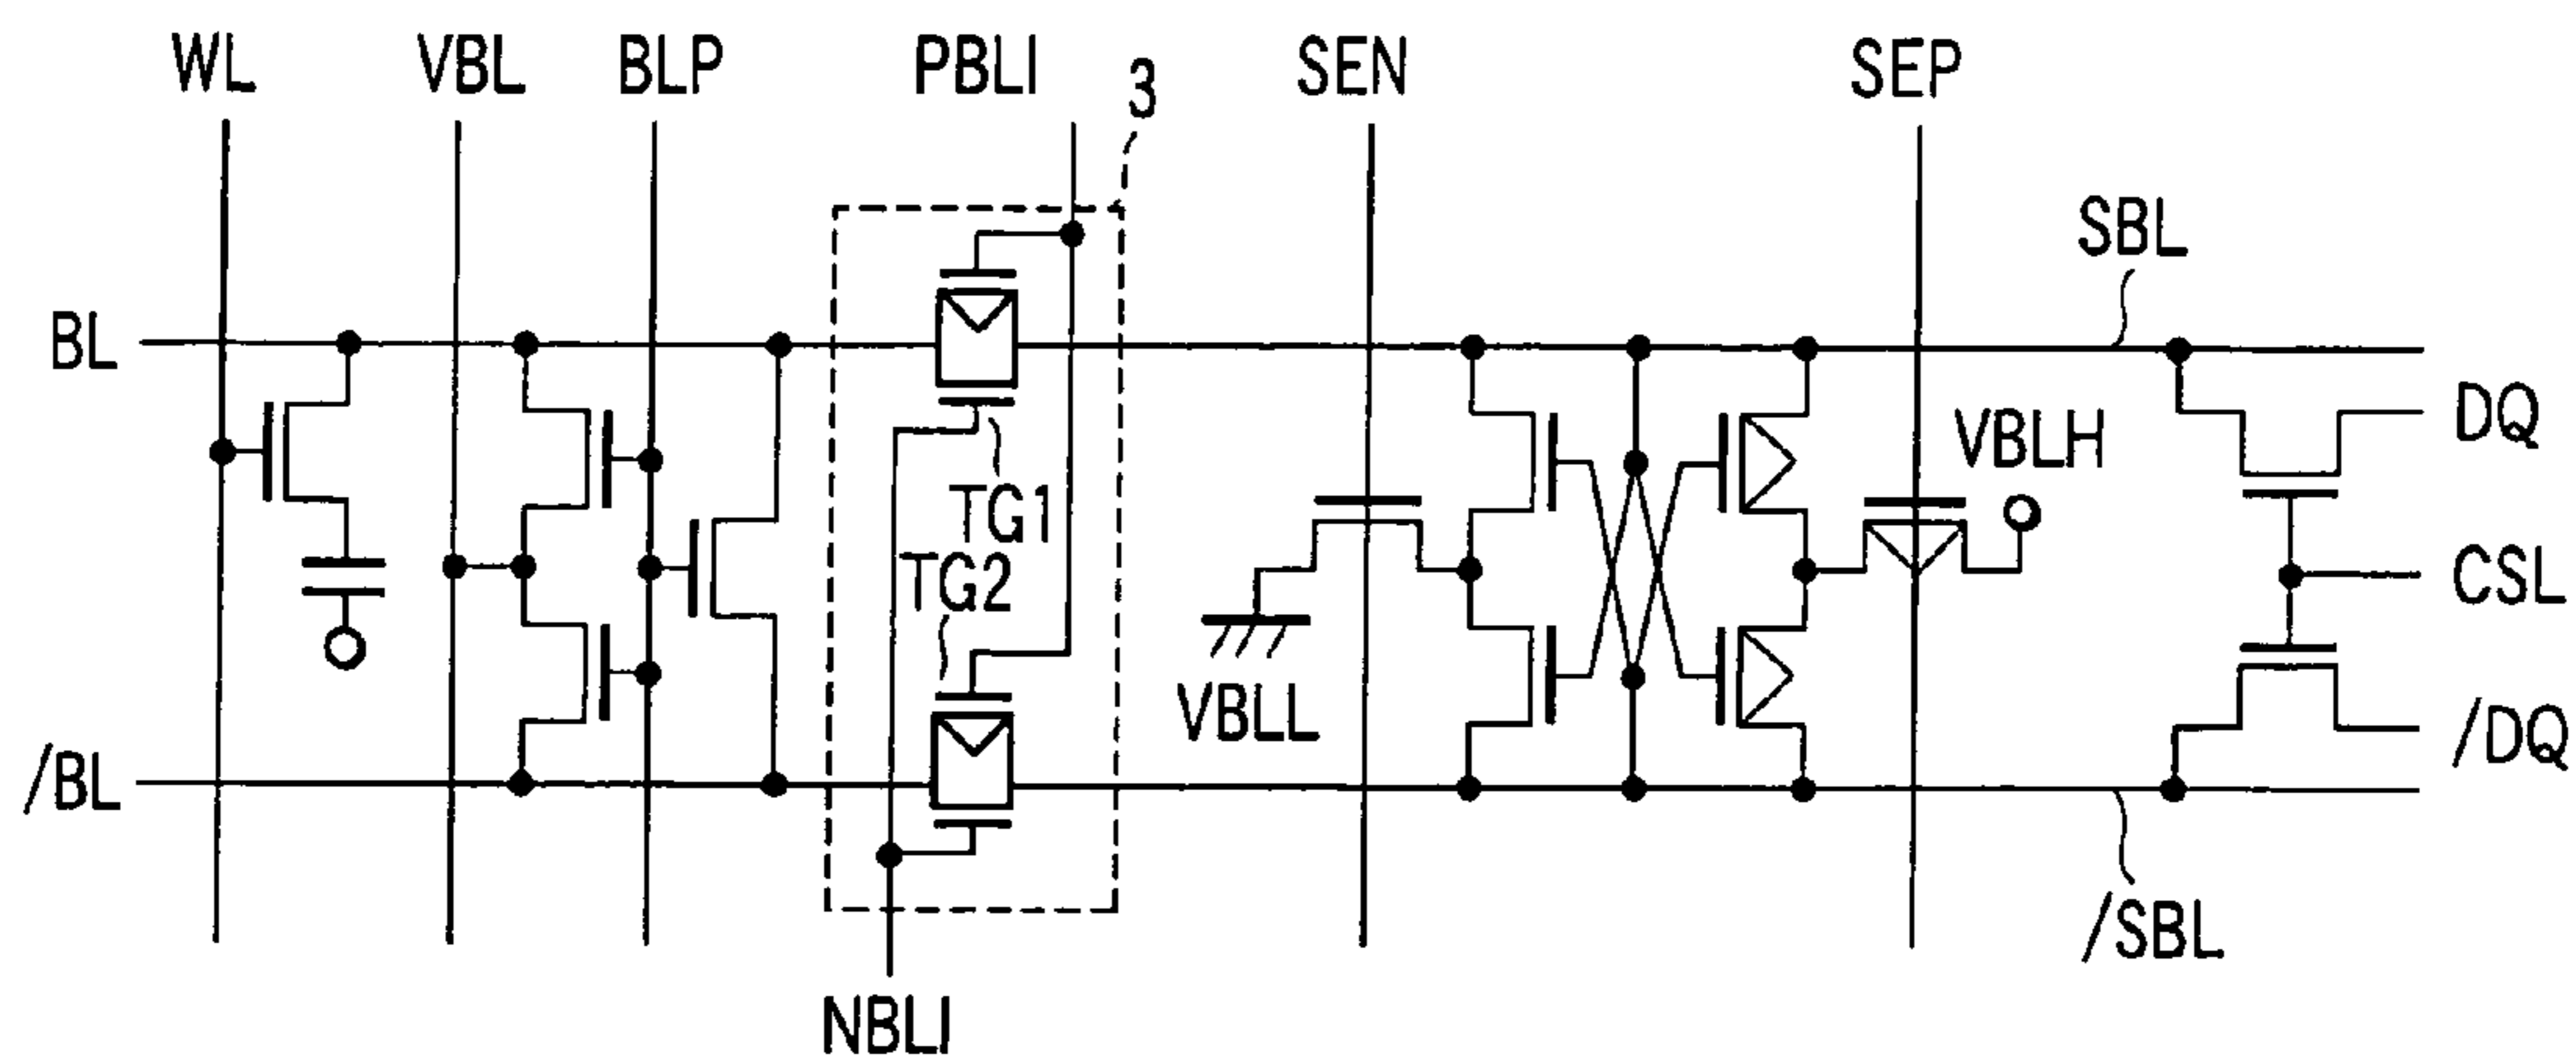 WL
VBL
BLP
PBLI
3
SEN
SEP
SBL
BL
DQ
VBLH
TG1
TG2
CSL
VBLL
/BL
/DQ
/SBL
NBLI